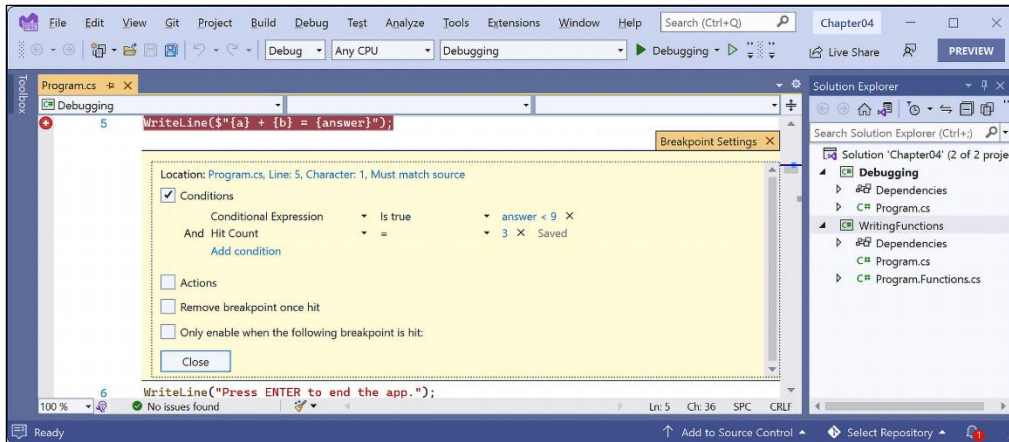 File Edit View Git Project Build Debug Test Analyze Tools Extensions Window Help Search (Ctrl+Q) Chapter04
Debug Any CPU Debugging Debugging Live Share PREVIEW
Toolbox
Program.cs
C# Debugging
5 WriteLine($"{a} + {b} = {answer}");
Breakpoint Settings
Location: Program.cs, Line: 5, Character: 1, Must match source
Conditions
Conditional Expression Is true answer < 9
And Hit Count = 3 Saved
Add condition
Actions
Remove breakpoint once hit
Only enable when the following breakpoint is hit:
Close
6 WriteLine("Press ENTER to end the app.");
100 % No issues found Ln: 5 Ch: 36 SPC CRLF
Solution Explorer
Search Solution Explorer (Ctrl+;)
Solution 'Chapter04' (2 of 2 proje
C# Debugging
Dependencies
C# Program.cs
C# WritingFunctions
Dependencies
C# Program.cs
C# Program.Functions.cs
Ready Add to Source Control Select Repository 1